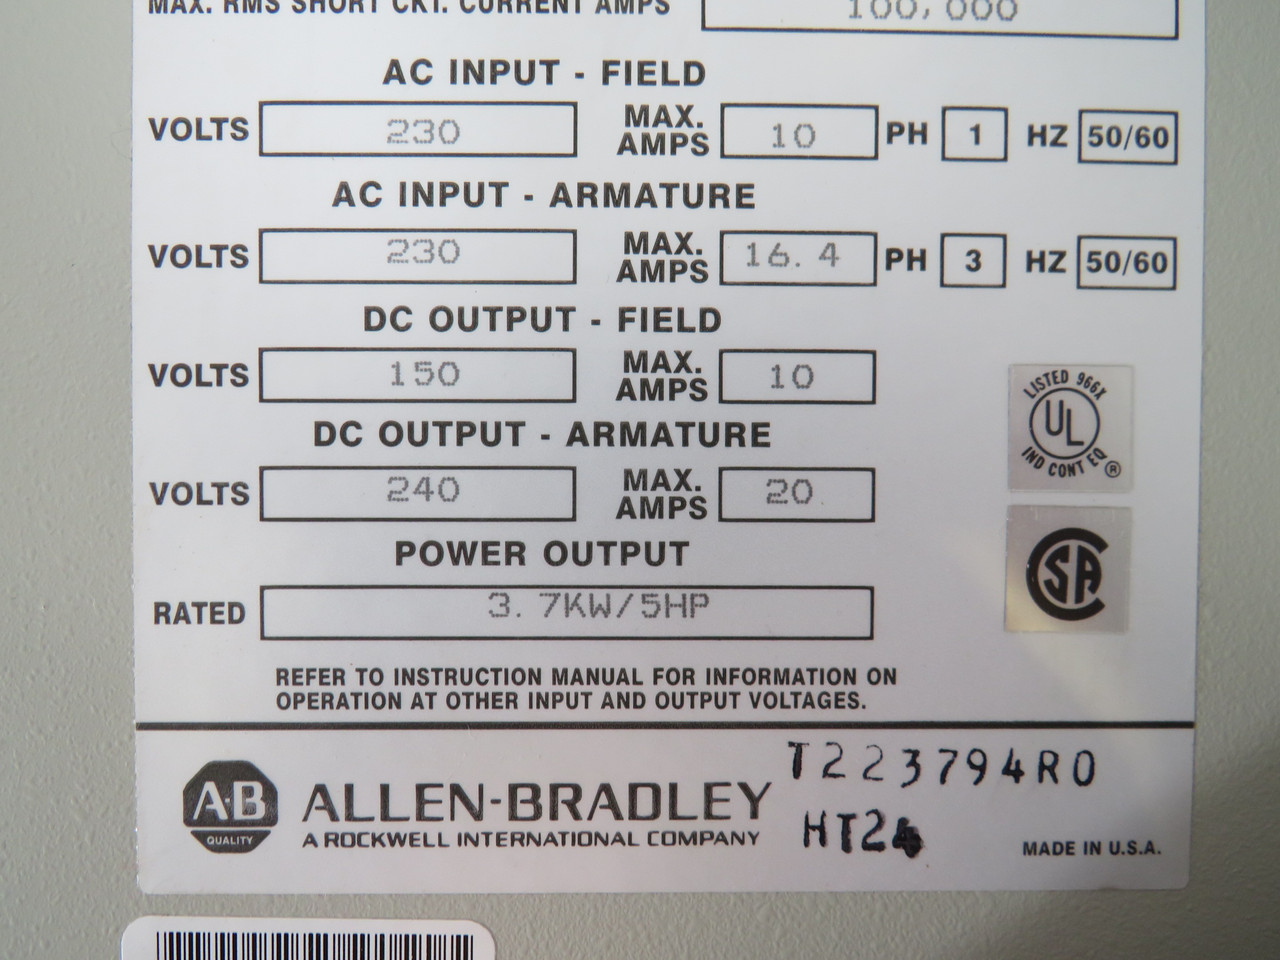 MAX. RMS SHORT CKT. CURRENT AMPS 100,000
AC INPUT - FIELD
VOLTS 230 MAX. AMPS 10 PH 1 HZ 50/60
AC INPUT - ARMATURE
VOLTS 230 MAX. AMPS 16.4 PH 3 HZ 50/60
DC OUTPUT - FIELD
VOLTS 150 MAX. AMPS 10
LISTED 966X
UL
IND CONT EQ ®
DC OUTPUT - ARMATURE
VOLTS 240 MAX. AMPS 20
POWER OUTPUT
RATED 3.7KW/5HP
SA
REFER TO INSTRUCTION MANUAL FOR INFORMATION ON
OPERATION AT OTHER INPUT AND OUTPUT VOLTAGES.
A·B
QUALITY
ALLEN-BRADLEY
A ROCKWELL INTERNATIONAL COMPANY
T223794R0
HT24
MADE IN U.S.A.